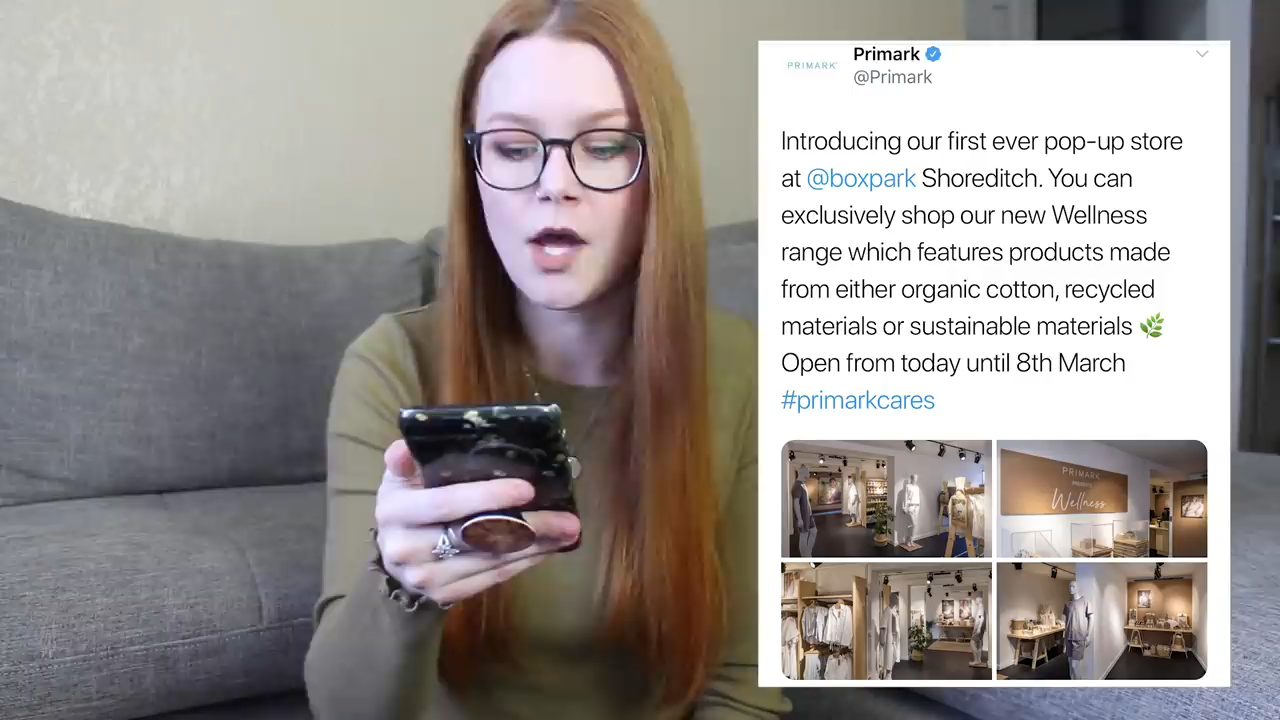 PRIMARK
Primark
@Primark
Introducing our first ever pop-up store
at @boxpark Shoreditch. You can
exclusively shop our new Wellness
range which features products made
from either organic cotton, recycled
materials or sustainable materials 🌿
Open from today until 8th March
#primarkcares
PRIMARK
Wellness